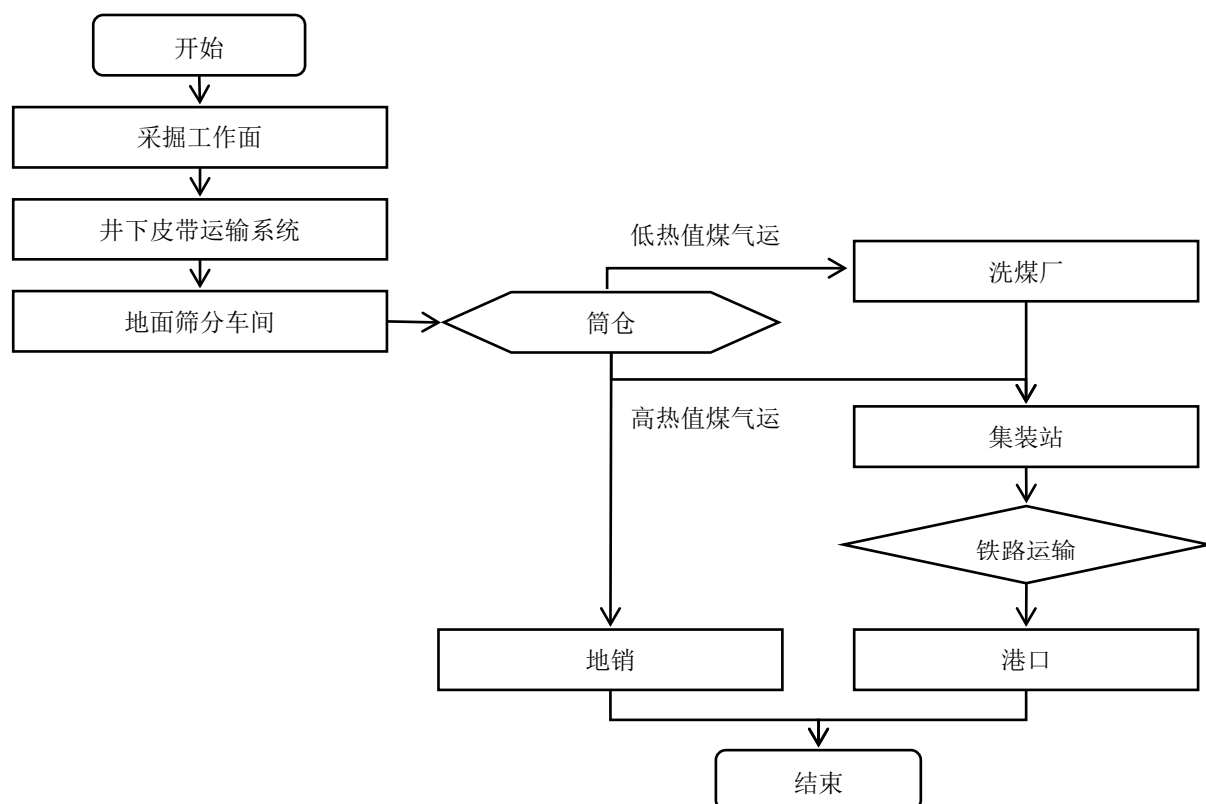 开始
采掘工作面
井下皮带运输系统
地面筛分车间
低热值煤气运
筒仓
洗煤厂
高热值煤气运
集装站
铁路运输
地销
港口
结束